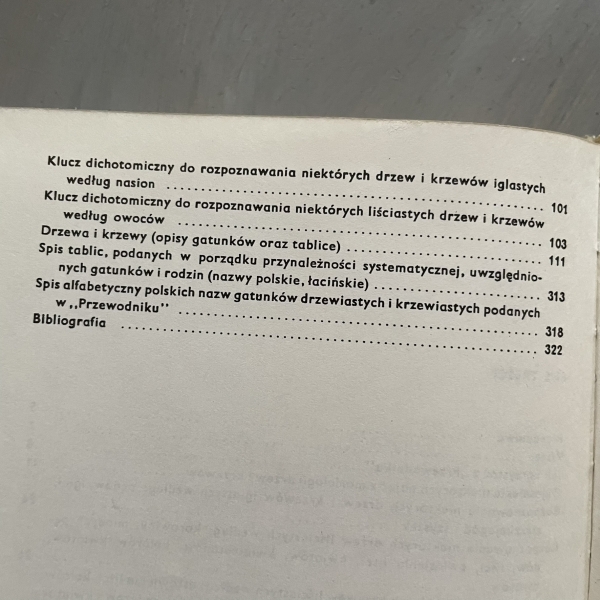 Klucz dichotomiczny do rozpoznawania niektórych drzew i krzewów iglastych
według nasion .......................................................... 101
Klucz dichotomiczny do rozpoznawania niektórych liściastych drzew i krzewów
według owoców .......................................................... 103
Drzewa i krzewy (opisy gatunków oraz tablice) .............................. 111
Spis tablic, podanych w porządku przynależności systematycznej, uwzględnio-
nych gatunków i rodzin (nazwy polskie, łacińskie) ......................... 313
Spis alfabetyczny polskich nazw gatunków drzewiastych i krzewiastych podanych
w ,,Przewodniku" ....................................................... 318
Bibliografia ............................................................. 322